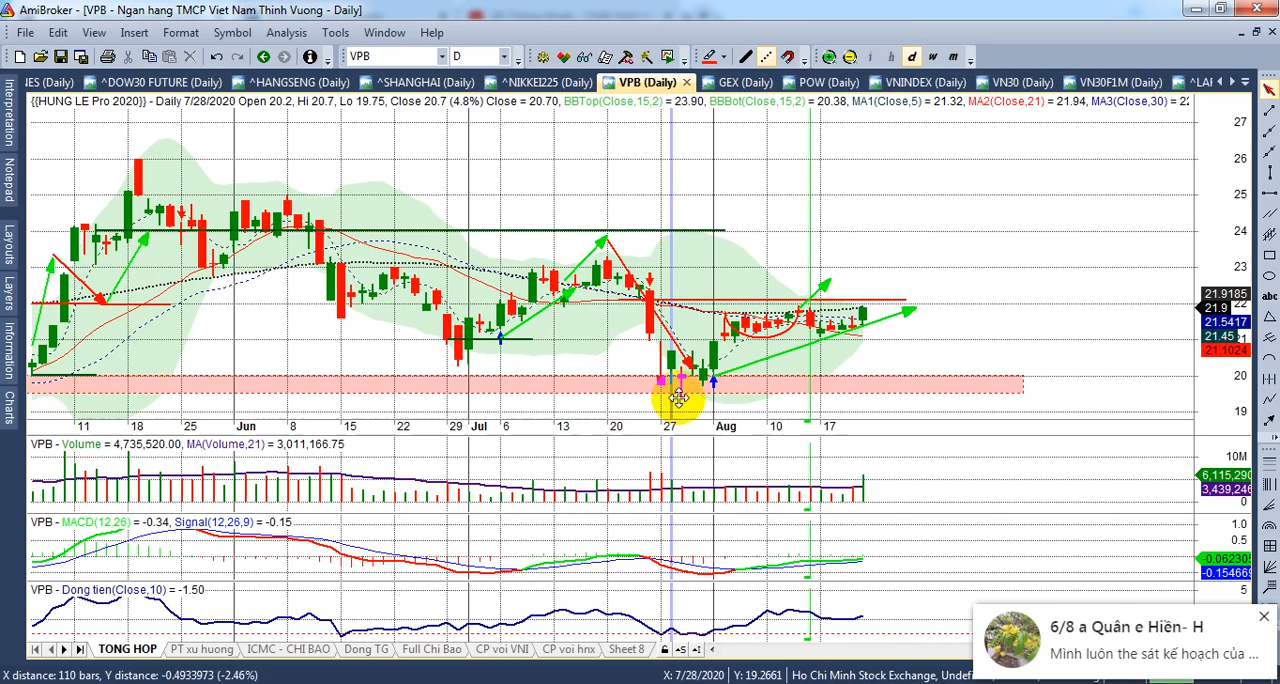 AmiBroker - [VPB - Ngan hang TMCP Viet Nam Thinh Vuong - Daily]
File Edit View Insert Format Symbol Analysis Tools Window Help
VPB D i h d w m
IES (Daily) ^DOW30 FUTURE (Daily) ^HANGSENG (Daily) ^SHANGHAI (Daily) ^NIKKEI225 (Daily) VPB (Daily) GEX (Daily) POW (Daily) VNINDEX (Daily) VN30 (Daily) VN30F1M (Daily)
{{HUNG LE Pro 2020}} - Daily 7/28/2020 Open 20.2, Hi 20.7, Lo 19.75, Close 20.7 (4.8%) Close = 20.70, BBTop(Close,15,2) = 23.90, BBBot(Close,15,2) = 20.38, MA1(Close,5) = 21.32, MA2(Close,21) = 21.94, MA3(Close,30) = 22
Interpretation
Notepad
Layouts
Layers
Information
Charts
27
26
25
24
23
22
21
20
19
21.9185
21.9
21.5417
21.45
21.1024
11 18 25 Jun 8 15 22 29 Jul 6 13 20 27 Aug 10 17
abc
VPB - Volume = 4,735,520.00, MA(Volume,21) = 3,011,166.75
10M
6,115,290
3,439,246
0
VPB - MACD(12,26) = -0.34, Signal(12,26,9) = -0.15
1.0
0.5
-0.062305
-0.154669
VPB - Dong tien(Close,10) = -1.50
5
6/8 a Quân e Hiền- H
Mình luôn the sát kế hoạch của ...
TONG HOP PT xu huong ICMC - CHI BAO Dong TG Full Chi Bao CP voi VNI CP voi hnx Sheet 8
X distance: 110 bars, Y distance: -0.4933973 (-2.46%) X: 7/28/2020 Y: 19.2661 Ho Chi Minh Stock Exchange, Undef